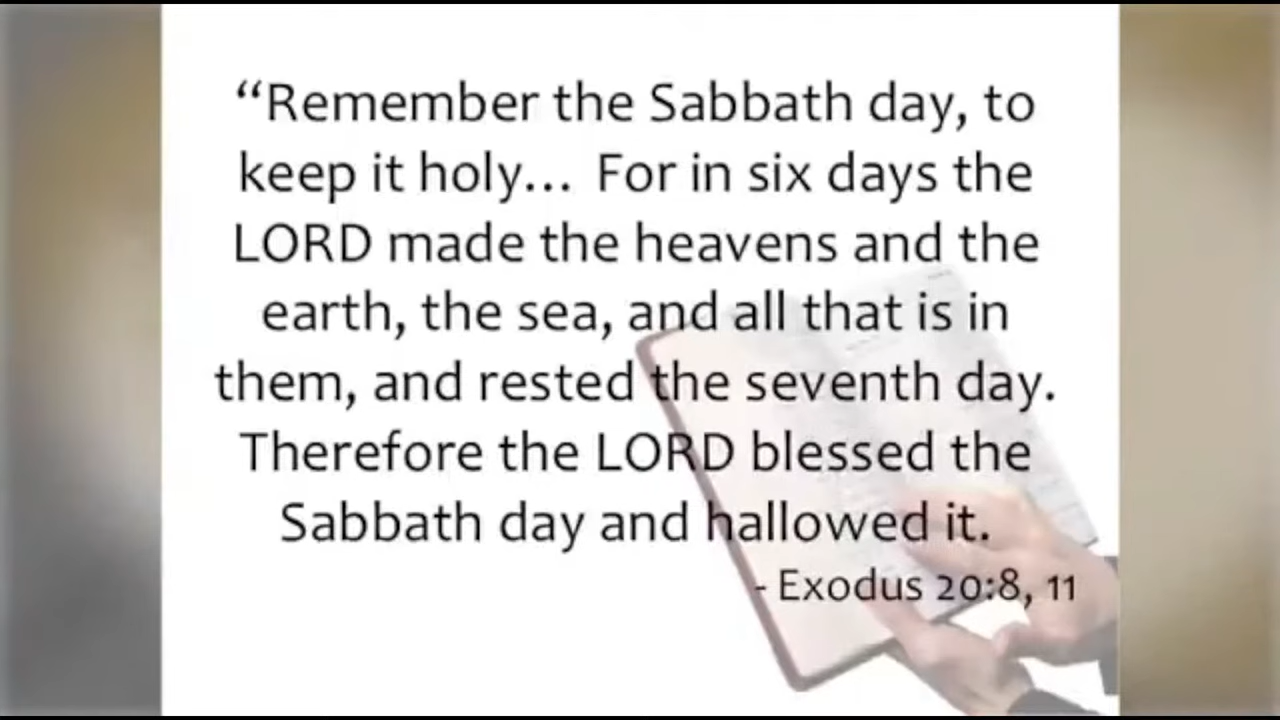 “Remember the Sabbath day, to
keep it holy... For in six days the
LORD made the heavens and the
earth, the sea, and all that is in
them, and rested the seventh day.
Therefore the LORD blessed the
Sabbath day and hallowed it.
- Exodus 20:8, 11